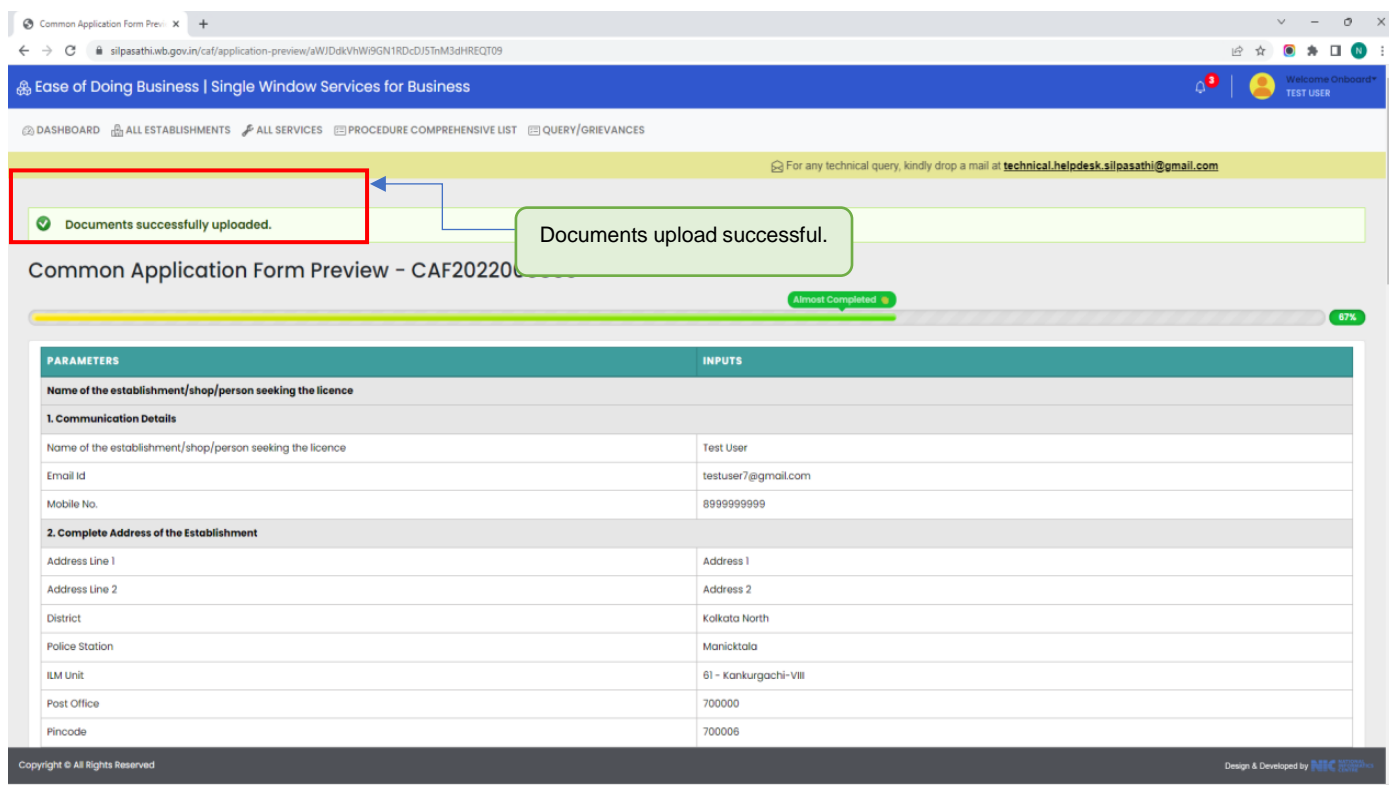 Common Application Form Prev
silpasathi.wb.gov.in/caf/application-preview/aWJDdkVhWi9GN1RDcDJ5TnM3dHREQT09
N
Ease of Doing Business | Single Window Services for Business
3
Welcome Onboard
TEST USER
DASHBOARD ALL ESTABLISHMENTS ALL SERVICES PROCEDURE COMPREHENSIVE LIST QUERY/GRIEVANCES
For any technical query, kindly drop a mail at technical.helpdesk.silpasathi@gmail.com
Documents successfully uploaded.
Documents upload successful.
Common Application Form Preview - CAF20220
Almost Completed
67%
PARAMETERS INPUTS
Name of the establishment/shop/person seeking the licence
1. Communication Details
Name of the establishment/shop/person seeking the licence Test User
Email Id testuser7@gmail.com
Mobile No. 8999999999
2. Complete Address of the Establishment
Address Line 1 Address 1
Address Line 2 Address 2
District Kolkata North
Police Station Manicktala
ILM Unit 61 - Kankurgachi-VIII
Post Office 700000
Pincode 700006
Copyright © All Rights Reserved
Design & Developed by NIC NATIONAL INFORMATICS CENTRE